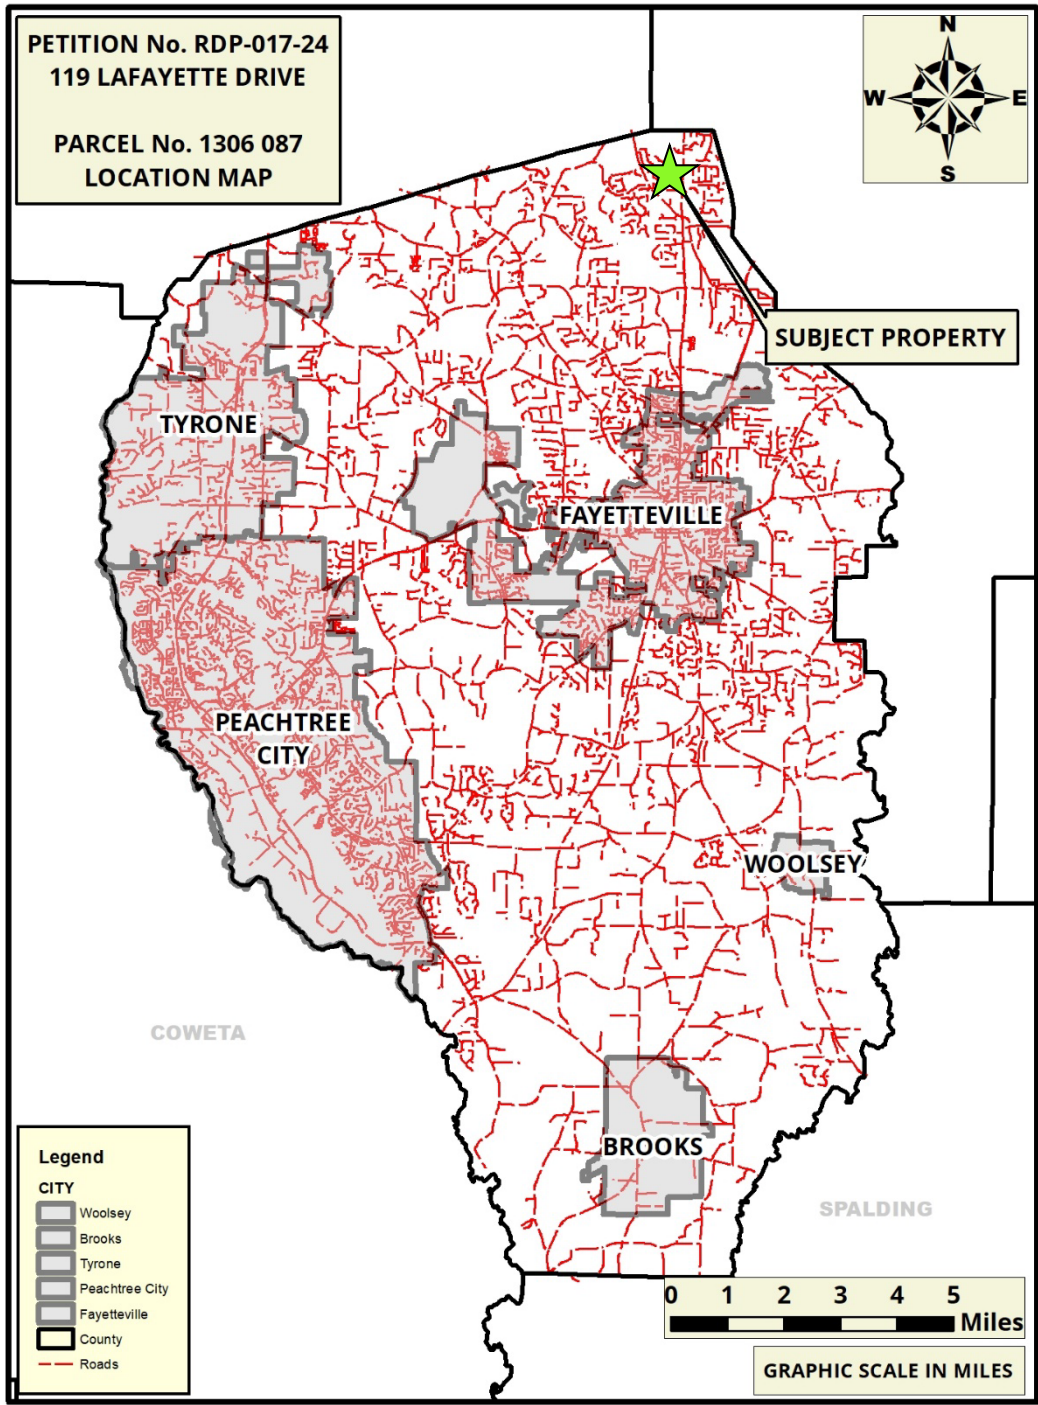 PETITION No. RDP-017-24
119 LAFAYETTE DRIVE
PARCEL No. 1306 087
LOCATION MAP
N
W
E
S
SUBJECT PROPERTY
TYRONE
FAYETTEVILLE
PEACHTREE
CITY
WOOLSEY
COWETA
BROOKS
SPALDING
Legend
CITY
Woolsey
Brooks
Tyrone
Peachtree City
Fayetteville
County
Roads
0 1 2 3 4 5
Miles
GRAPHIC SCALE IN MILES